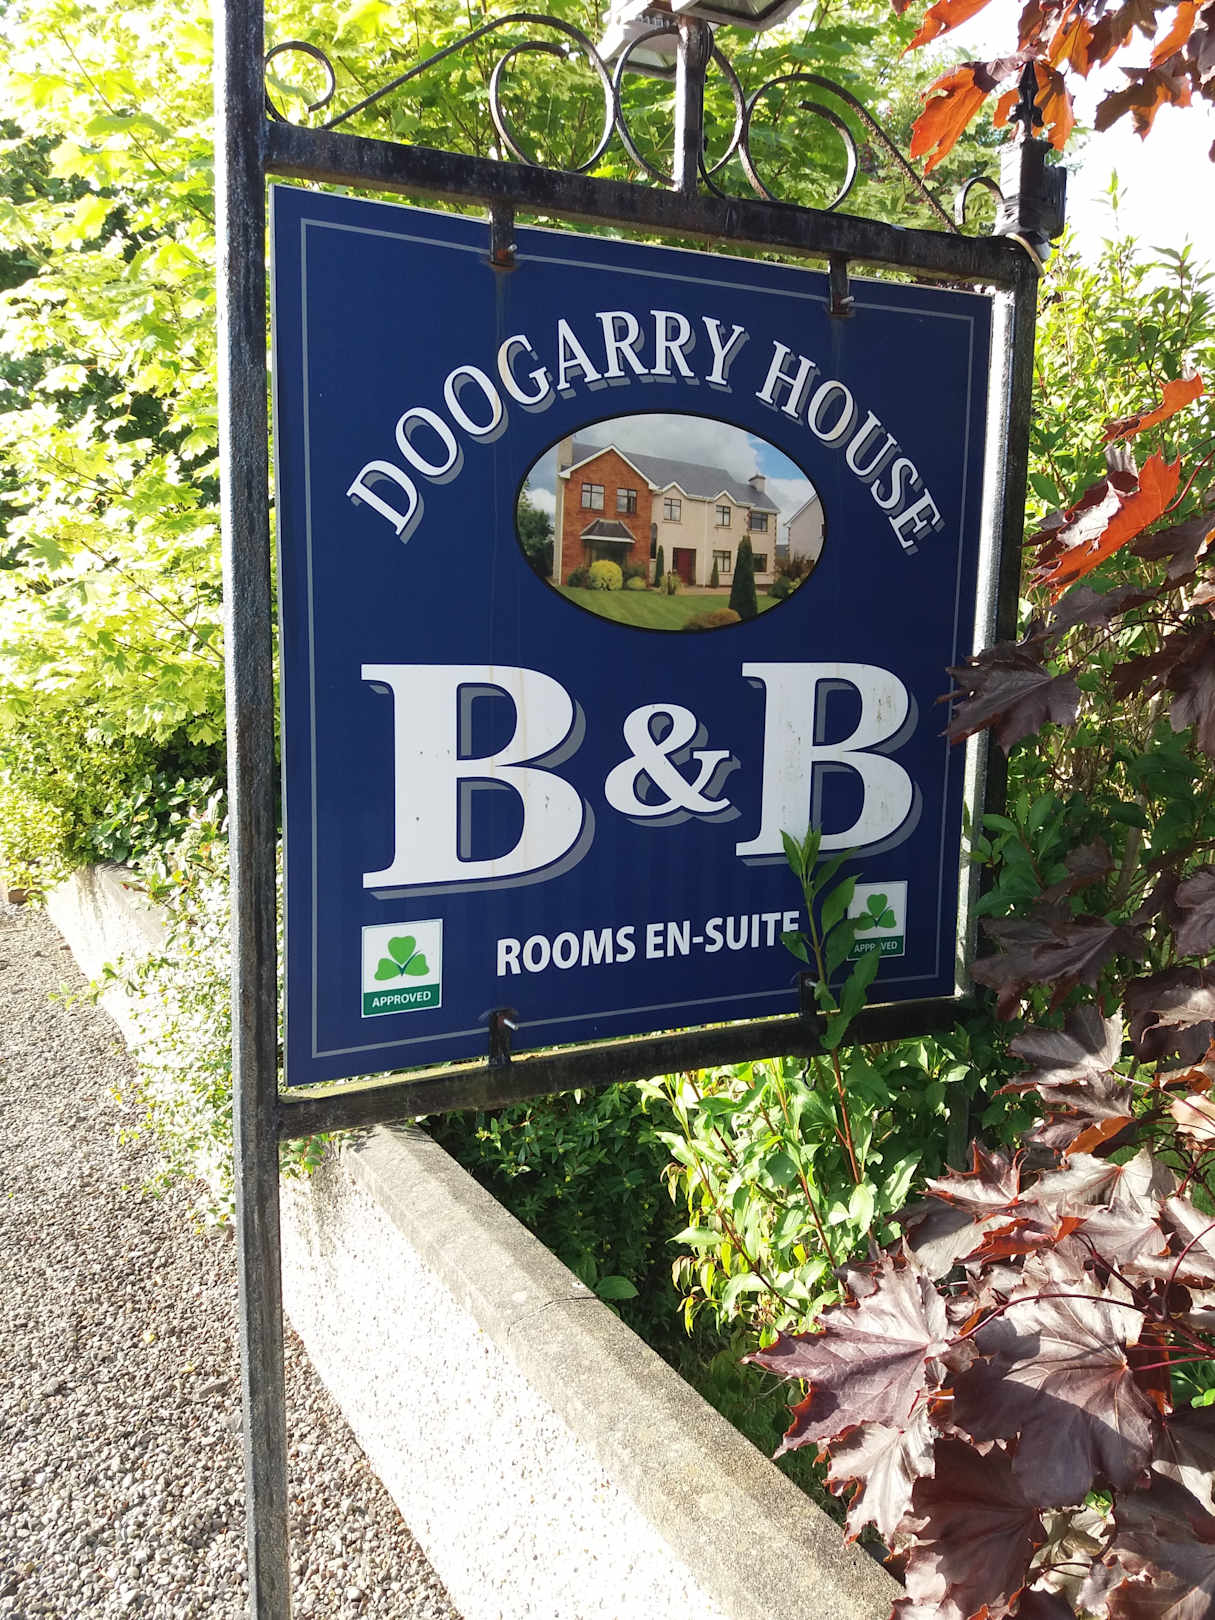 DOOGARRY HOUSE
B&B
ROOMS EN-SUITE
APPROVED
APPROVED